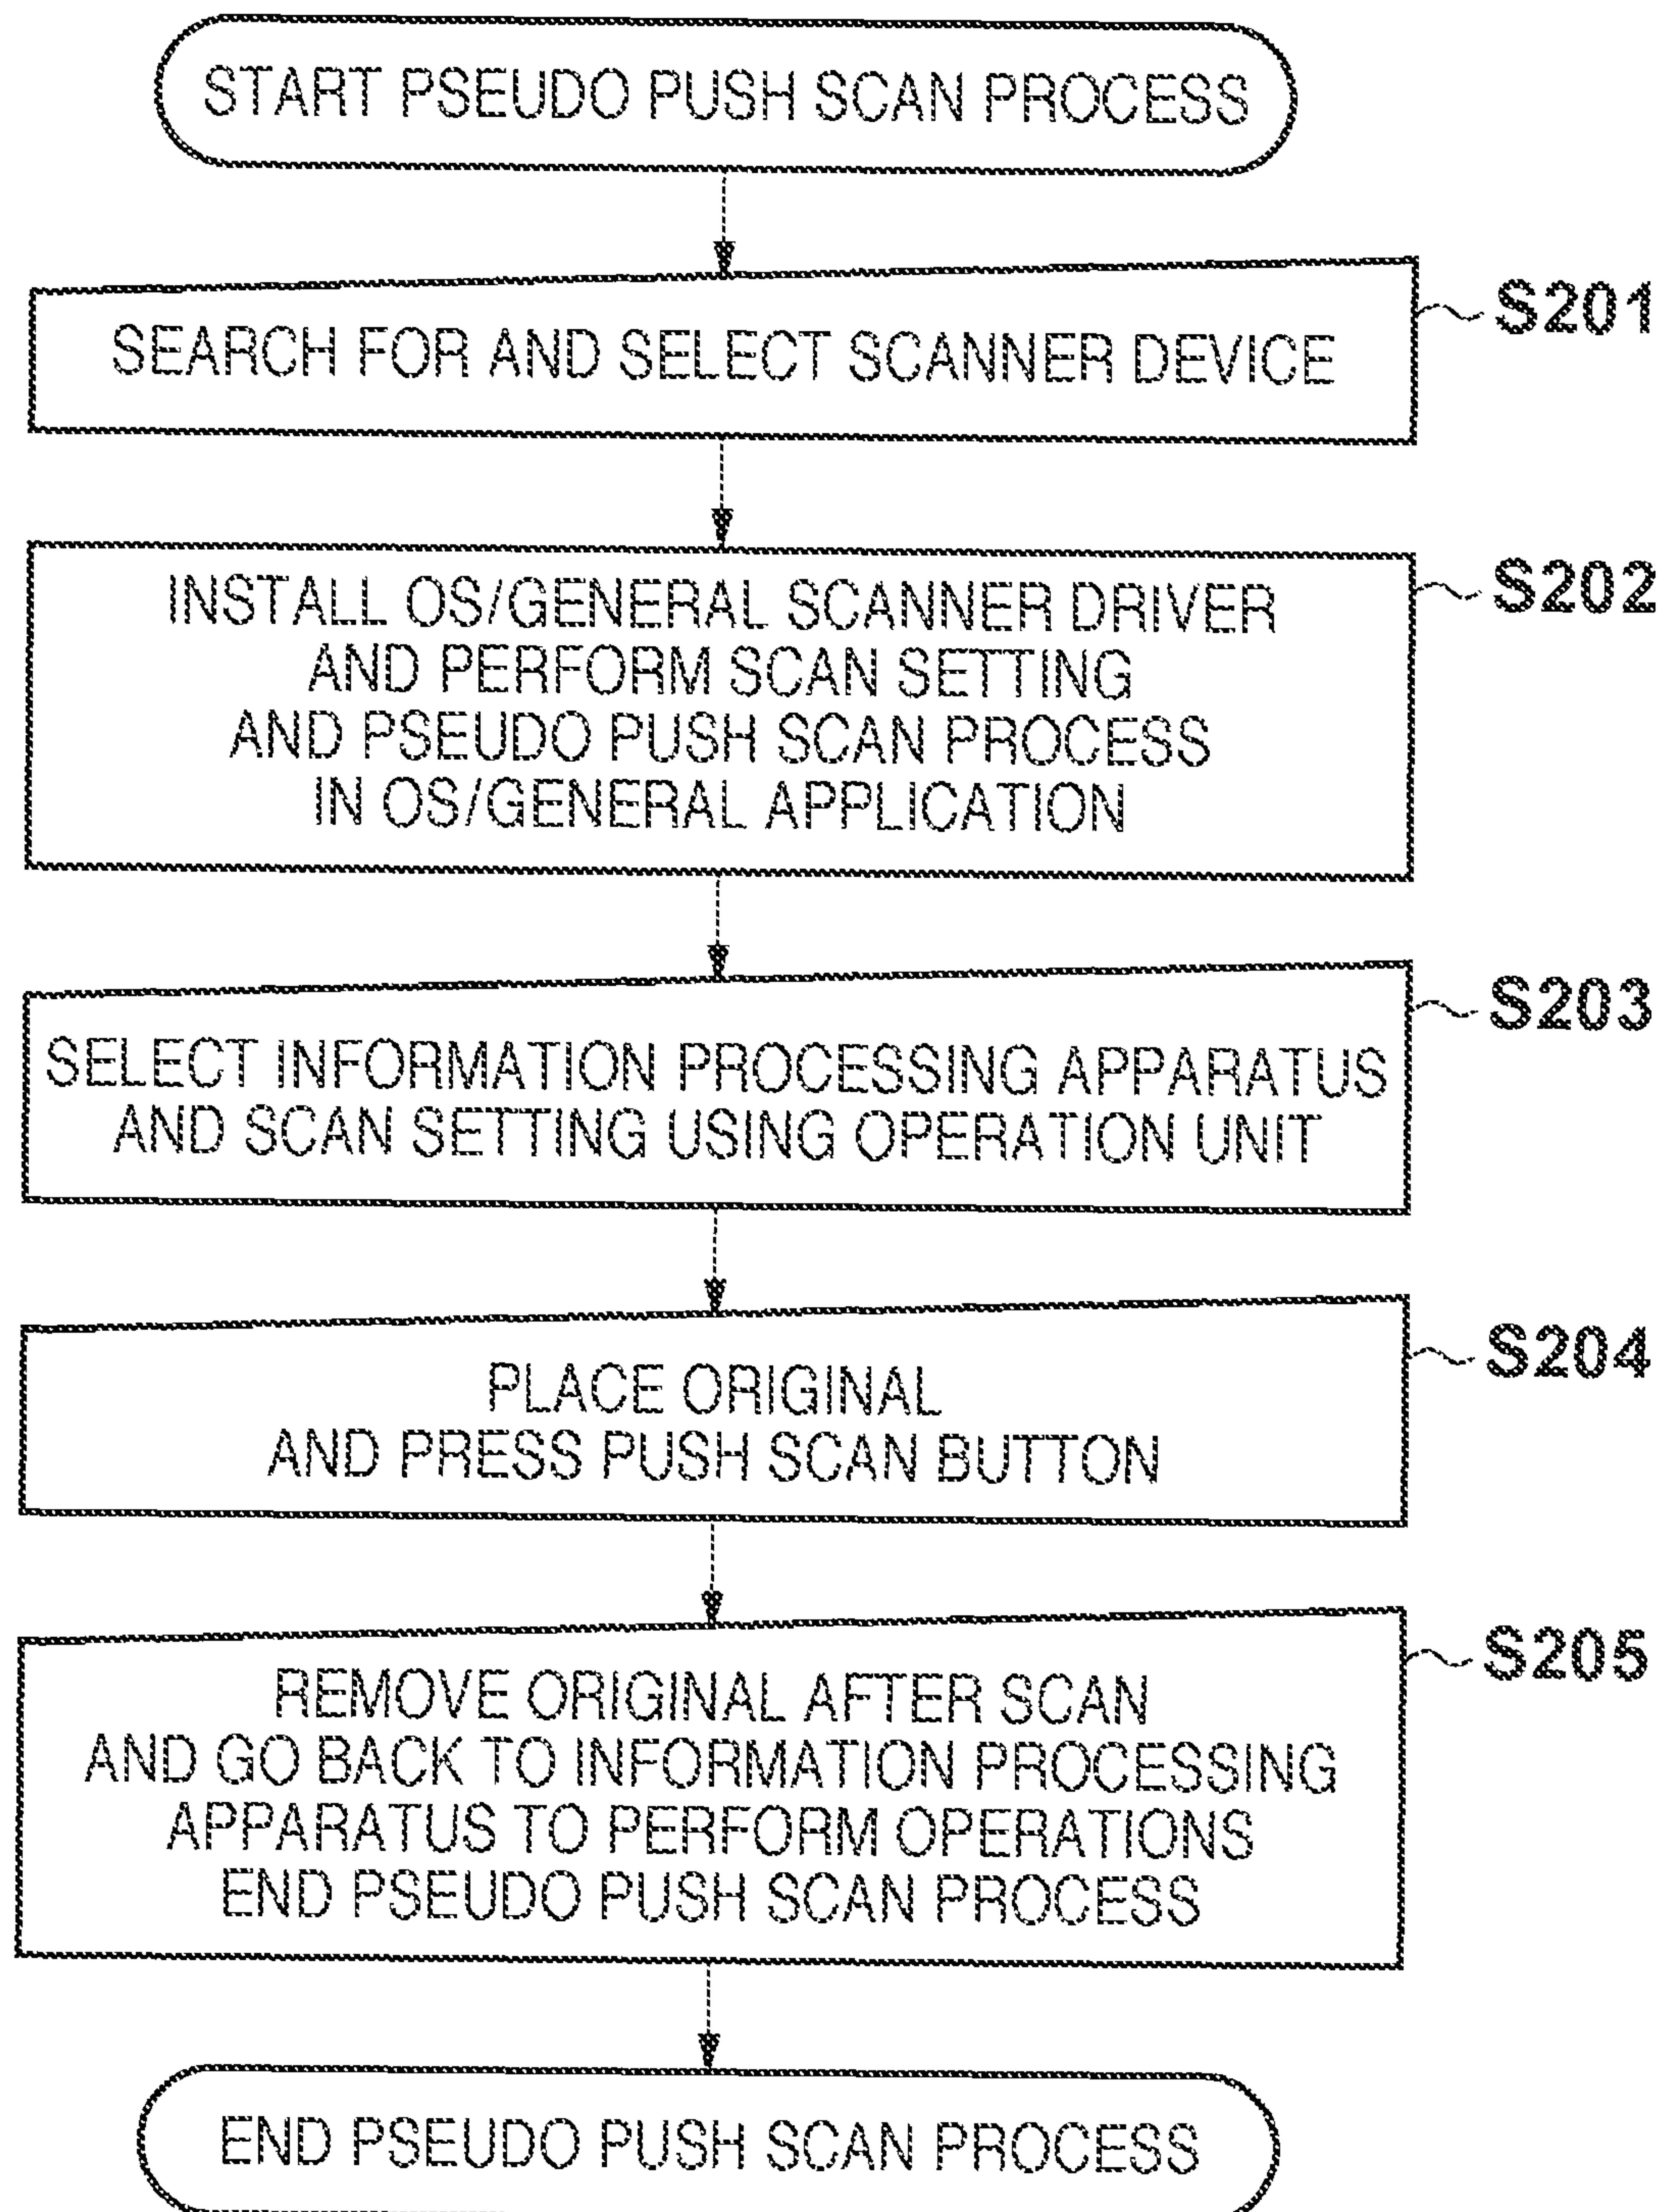 START PSEUDO PUSH SCAN PROCESS
SEARCH FOR AND SELECT SCANNER DEVICE
S201
INSTALL OS/GENERAL SCANNER DRIVER
AND PERFORM SCAN SETTING
AND PSEUDO PUSH SCAN PROCESS
IN OS/GENERAL APPLICATION
S202
SELECT INFORMATION PROCESSING APPARATUS
AND SCAN SETTING USING OPERATION UNIT
S203
PLACE ORIGINAL
AND PRESS PUSH SCAN BUTTON
S204
REMOVE ORIGINAL AFTER SCAN
AND GO BACK TO INFORMATION PROCESSING
APPARATUS TO PERFORM OPERATIONS
END PSEUDO PUSH SCAN PROCESS
S205
END PSEUDO PUSH SCAN PROCESS